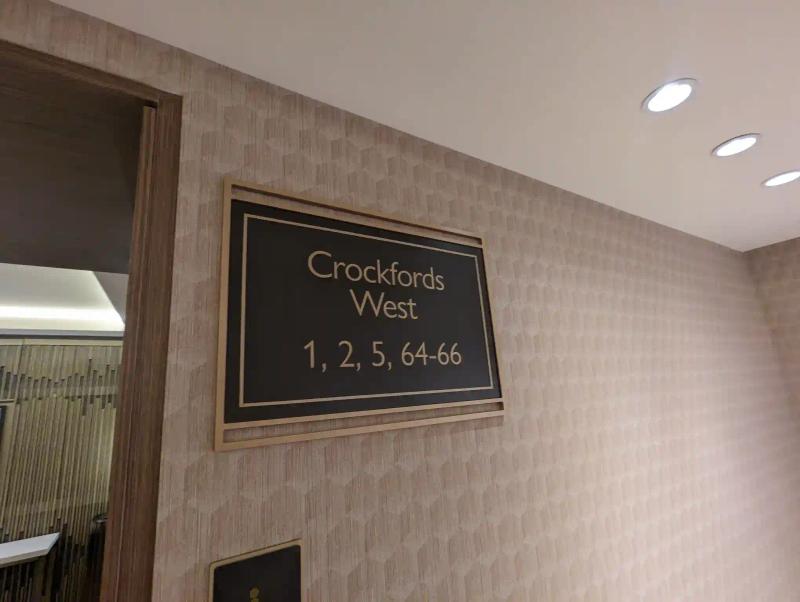 Crockfords
West
1, 2, 5, 64-66